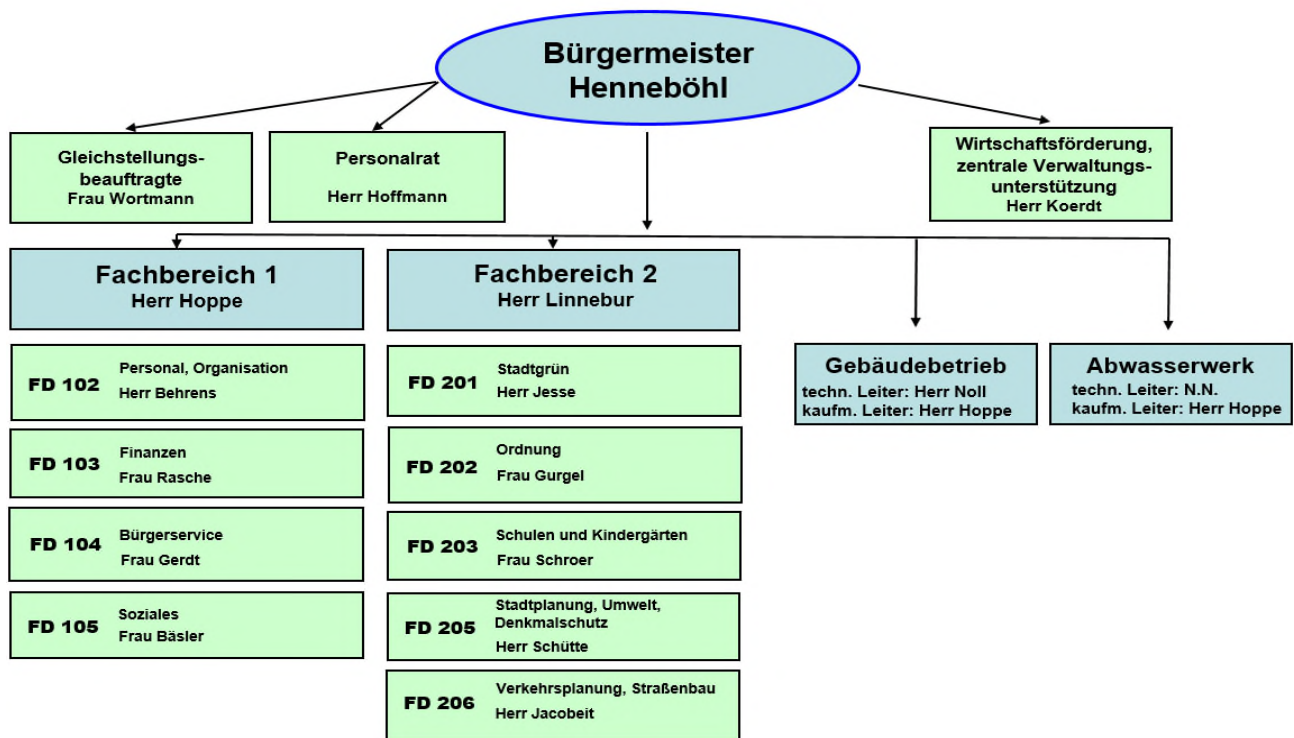 Bürgermeister
Henneböhl
Gleichstellungs-
beauftragte
Frau Wortmann
Personalrat
Herr Hoffmann
Wirtschaftsförderung,
zentrale Verwaltungs-
unterstützung
Herr Koerdt
Fachbereich 1
Herr Hoppe
FD 102
Personal, Organisation
Herr Behrens
FD 103
Finanzen
Frau Rasche
FD 104
Bürgerservice
Frau Gerdt
FD 105
Soziales
Frau Bäsler
Fachbereich 2
Herr Linnebur
FD 201
Stadtgrün
Herr Jesse
FD 202
Ordnung
Frau Gurgel
FD 203
Schulen und Kindergärten
Frau Schroer
FD 205
Stadtplanung, Umwelt,
Denkmalschutz
Herr Schütte
FD 206
Verkehrsplanung, Straßenbau
Herr Jacobeit
Gebäudebetrieb
techn. Leiter: Herr Noll
kaufm. Leiter: Herr Hoppe
Abwasserwerk
techn. Leiter: N.N.
kaufm. Leiter: Herr Hoppe